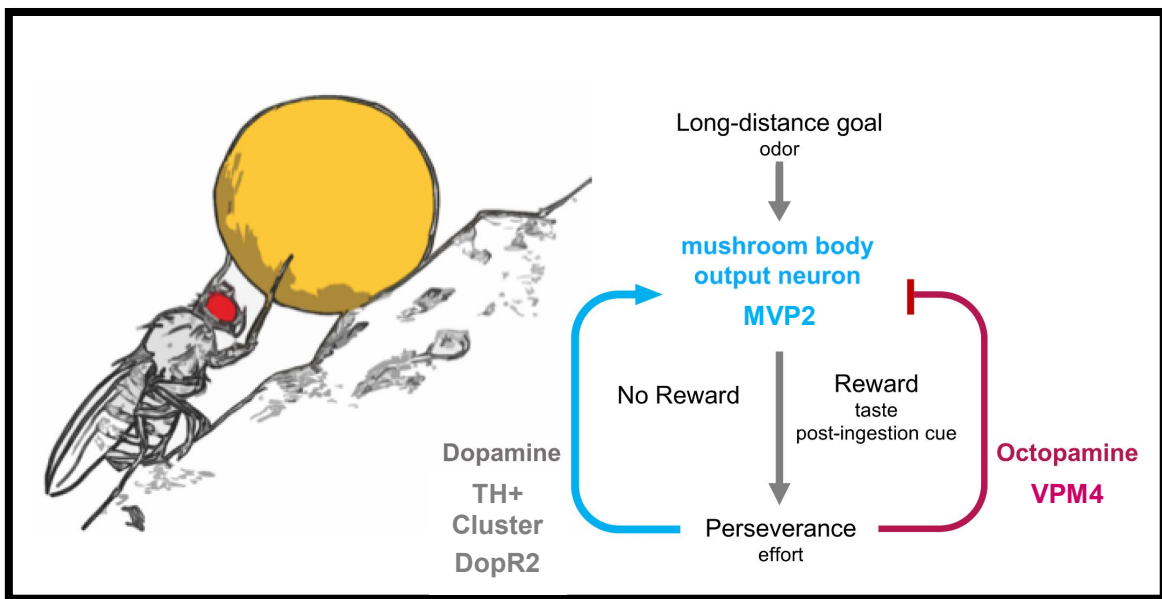 Long-distance goal
odor
mushroom body
output neuron
MVP2
No Reward
Reward
taste
post-ingestion cue
Dopamine
TH+
Cluster
DopR2
Octopamine
VPM4
Perseverance
effort